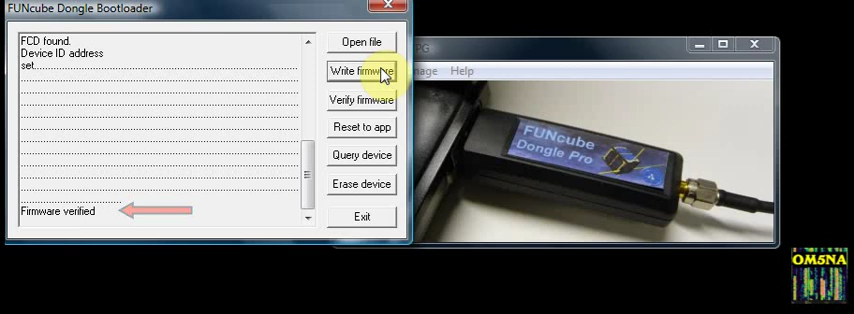 FUNcube Dongle Bootloader
FCD found.
Device ID address
set
Firmware verified
Open file
Write firmware
Verify firmware
Reset to app
Query device
Erase device
Exit
Help
FUNcube
Dongle Pro
OM5NA